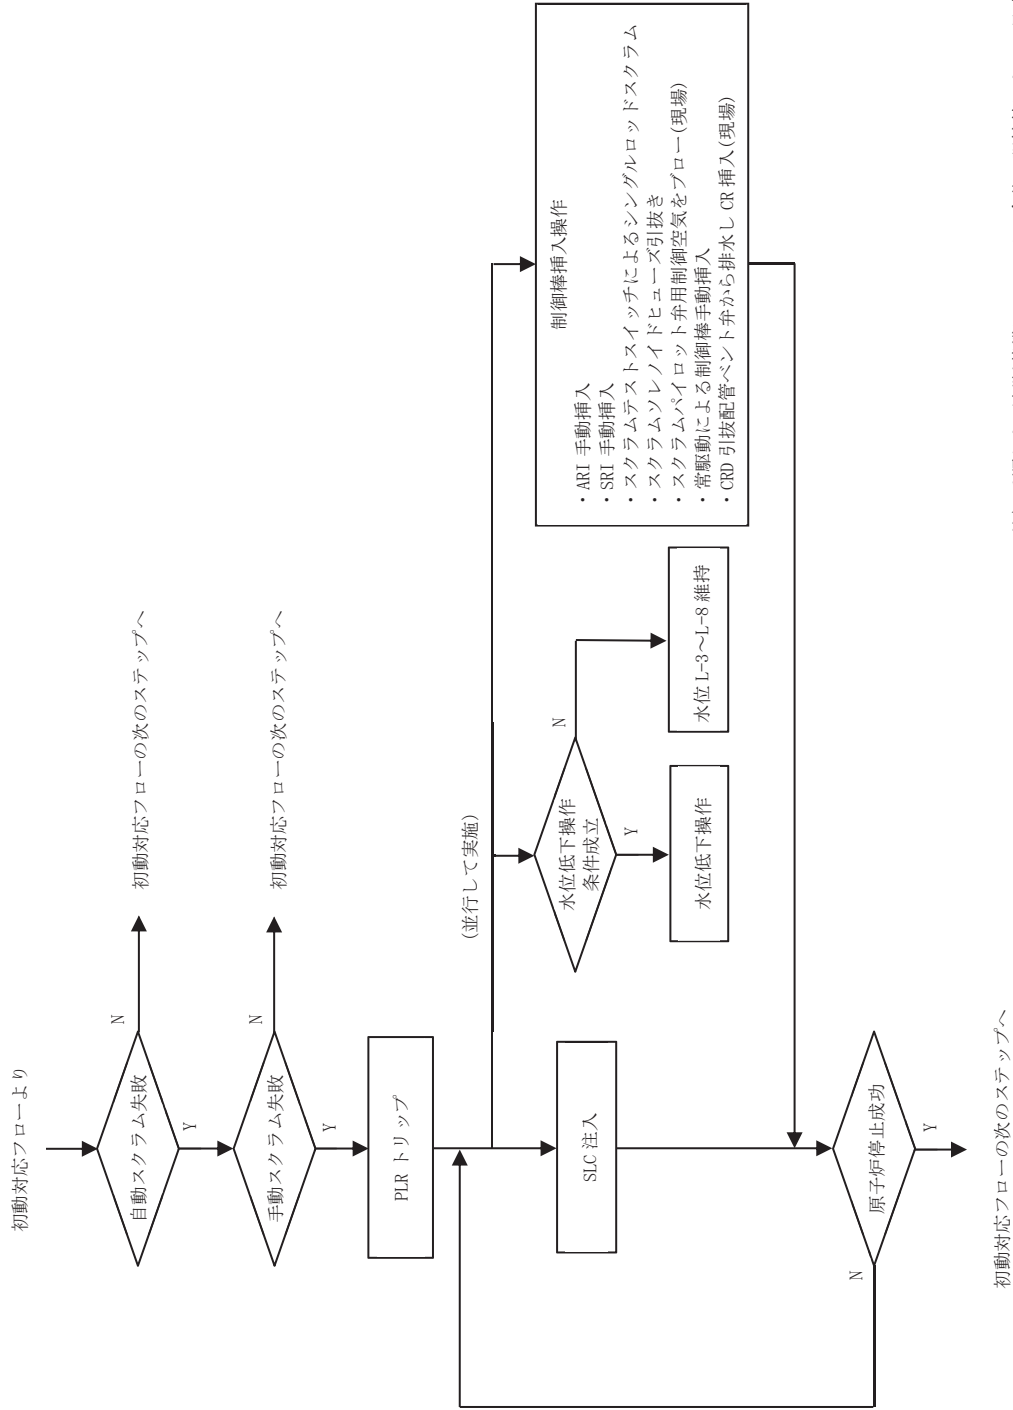 初動対応フローより
自動スクラム失敗
N
初動対応フローの次のステップへ
Y
手動スクラム失敗
N
初動対応フローの次のステップへ
Y
PLR トリップ
(並行して実施)
SLC 注入
水位低下操作
条件成立
N
Y
水位低下操作
水位 L-3～L-8 維持
制御棒挿入操作
・ARI 手動挿入
・SRI 手動挿入
・スクラムテストスイッチによるシングルロッドスクラム
・スクラムソレノイドヒューズ引抜き
・スクラムパイロット弁用制御空気をブロー(現場)
・常駆動による制御棒手動挿入
・CRD 引抜配管ベント弁から排水し CR 挿入(現場)
原子炉停止成功
N
Y
初動対応フローの次のステップへ